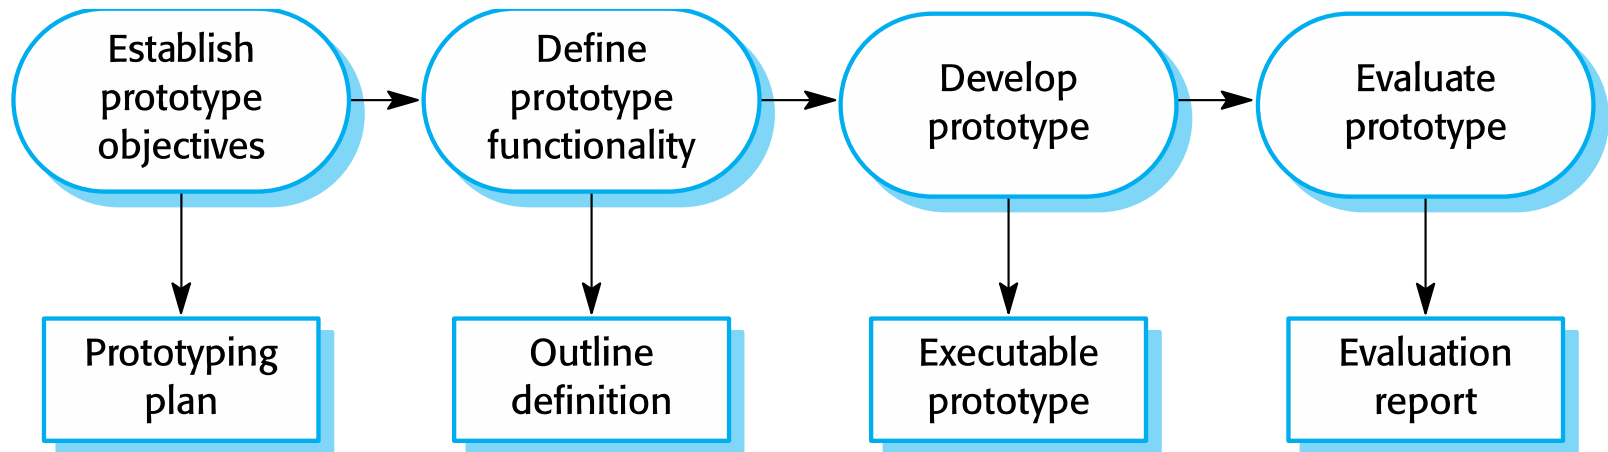 Establish
prototype
objectives
Define
prototype
functionality
Develop
prototype
Evaluate
prototype
Prototyping
plan
Outline
definition
Executable
prototype
Evaluation
report